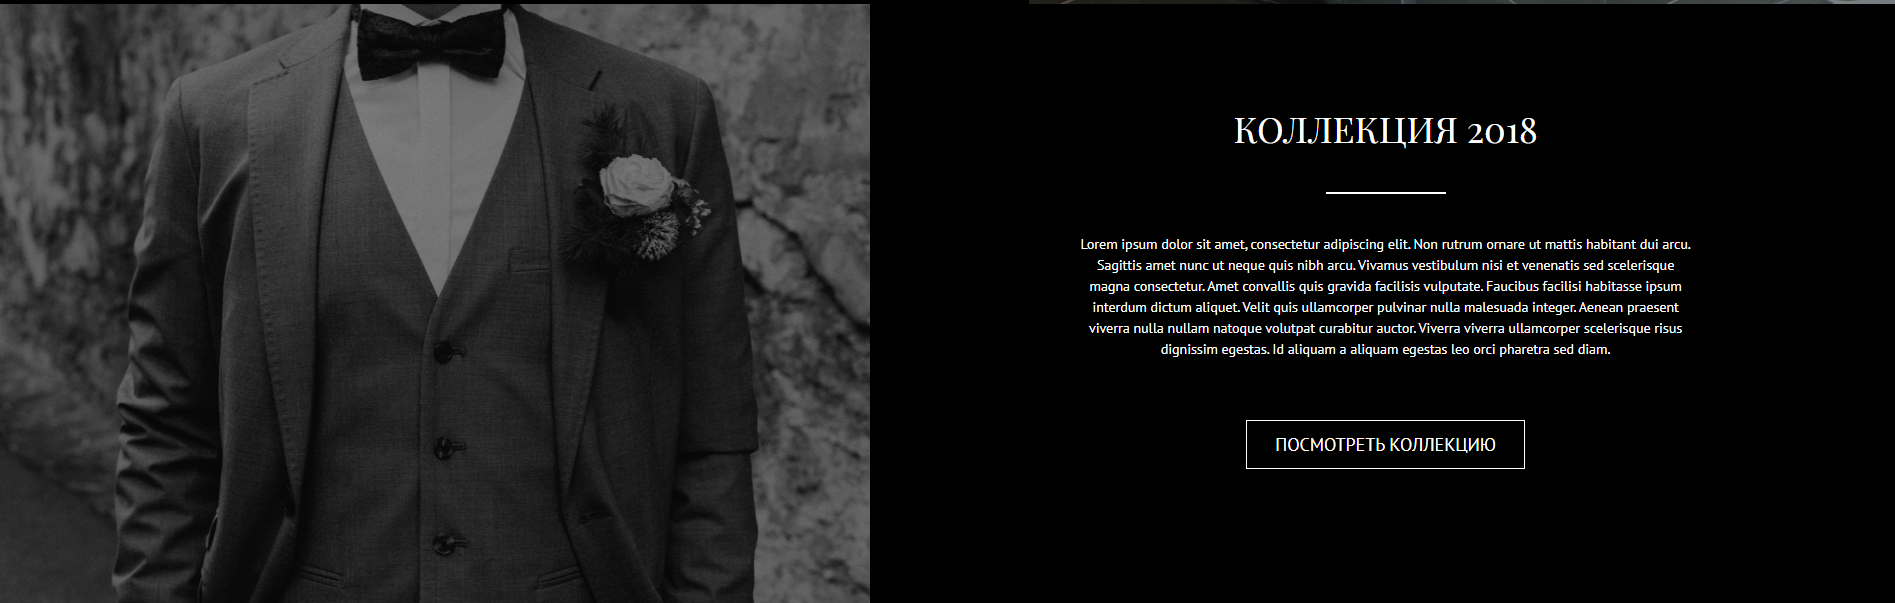 КОЛЛЕКЦИЯ 2018
Lorem ipsum dolor sit amet, consectetur adipiscing elit. Non rutrum ornare ut mattis habitant dui arcu.
Sagittis amet nunc ut neque quis nibh arcu. Vivamus vestibulum nisi et venenatis sed scelerisque
magna consectetur. Amet convallis quis gravida facilisis vulputate. Faucibus facilisi habitasse ipsum
interdum dictum aliquet. Velit quis ullamcorper pulvinar nulla malesuada integer. Aenean praesent
viverra nulla nullam natoque volutpat curabitur auctor. Viverra viverra ullamcorper scelerisque risus
dignissim egestas. Id aliquam a aliquam egestas leo orci pharetra sed diam.
ПОСМОТРЕТЬ КОЛЛЕКЦИЮ